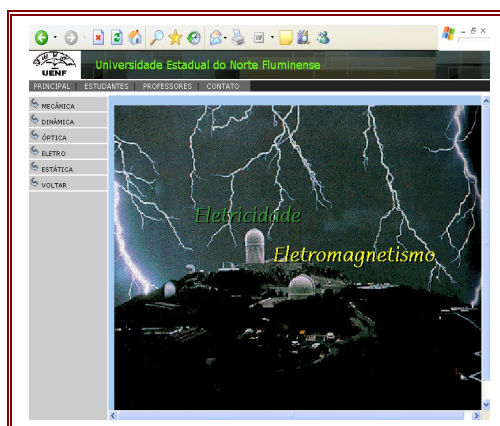 UENF
Universidade Estadual do Norte Fluminense
PRINCIPAL | ESTUDANTES | PROFESSORES | CONTATO
MECÂNICA
DINÂMICA
ÓPTICA
ELETRO
ESTÁTICA
VOLTAR
Eletricidade
Eletromagnetismo